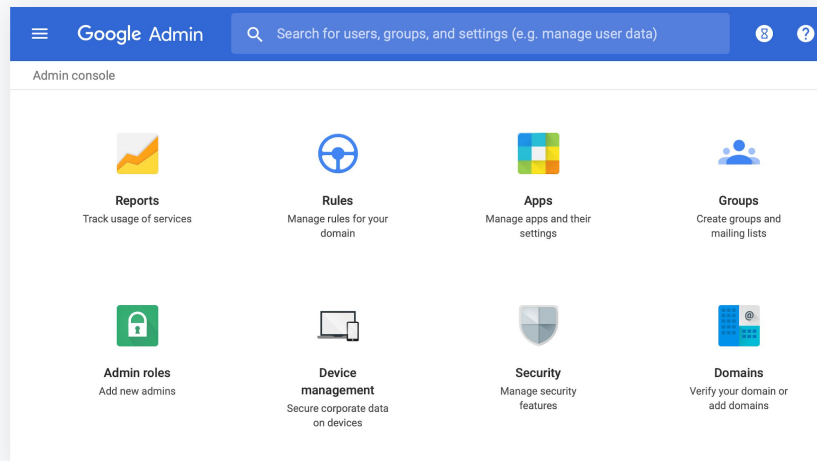 Google Admin
Search for users, groups, and settings (e.g. manage user data)
Admin console
Reports
Track usage of services
Rules
Manage rules for your
domain
Apps
Manage apps and their
settings
Groups
Create groups and
mailing lists
Admin roles
Add new admins
Device
management
Secure corporate data
on devices
Security
Manage security
features
@
Domains
Verify your domain or
add domains